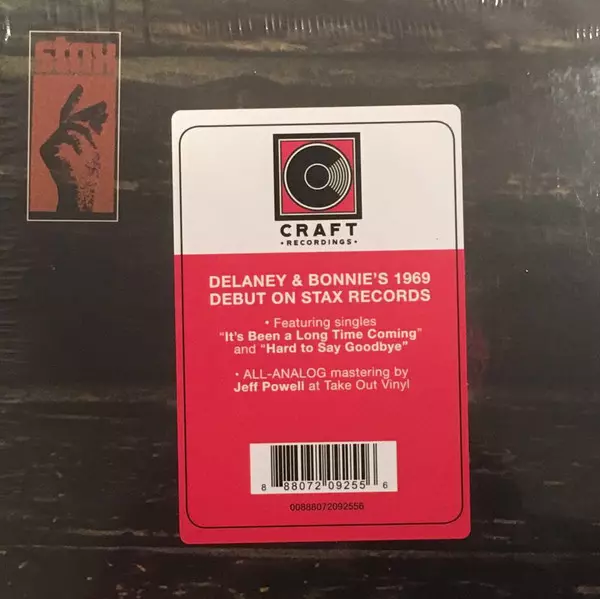 stax
CRAFT
• RECORDINGS •
DELANEY & BONNIE'S 1969
DEBUT ON STAX RECORDS
• Featuring singles
"It's Been a Long Time Coming"
and "Hard to Say Goodbye"
• ALL-ANALOG mastering by
Jeff Powell at Take Out Vinyl
8 88072 09255 6
00888072092556